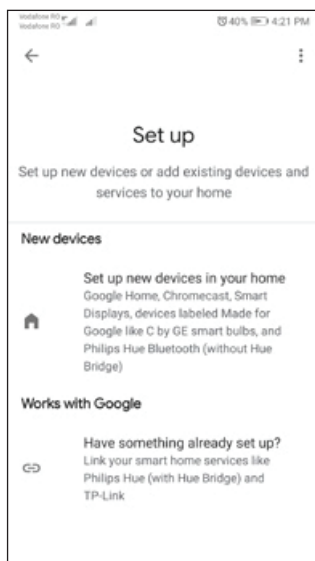 Vodafone RO
Vodafone RO
40% 4:21 PM
Set up
Set up new devices or add existing devices and
services to your home
New devices
Set up new devices in your home
Google Home, Chromecast, Smart
Displays, devices labeled Made for
Google like C by GE smart bulbs, and
Philips Hue Bluetooth (without Hue
Bridge)
Works with Google
Have something already set up?
Link your smart home services like
Philips Hue (with Hue Bridge) and
TP-Link